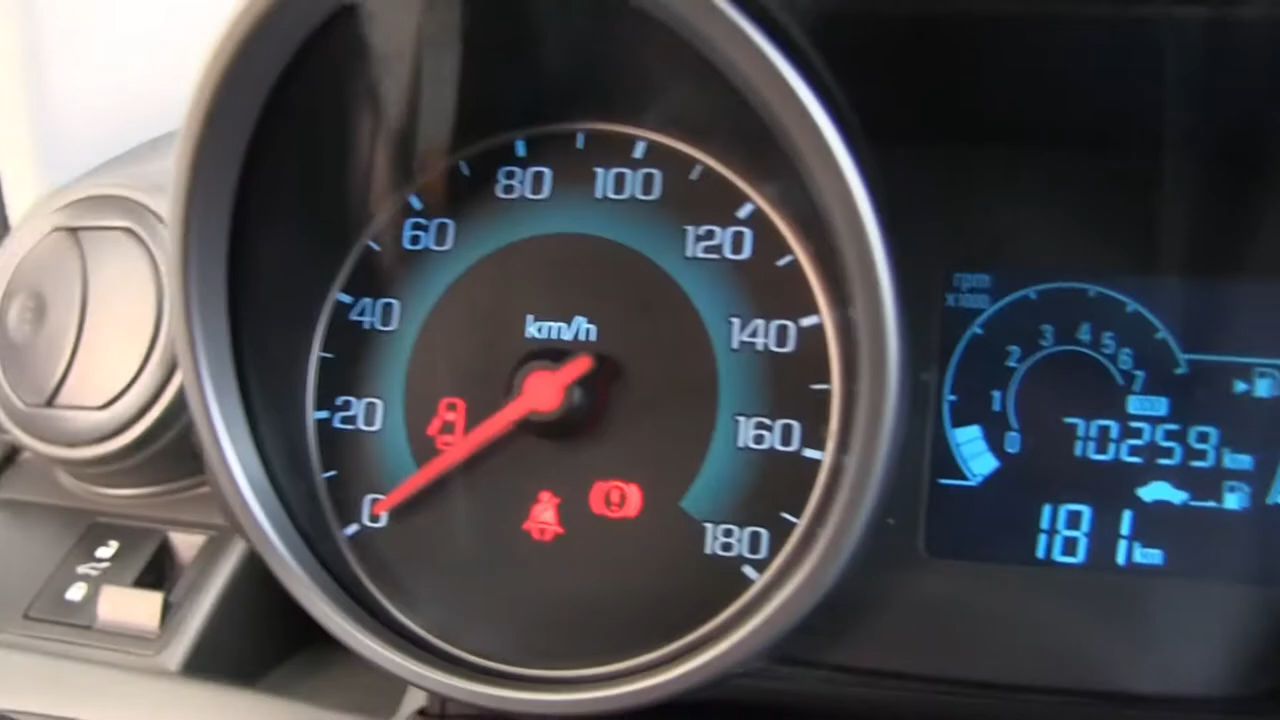 80 100
60 120
40 km/h 140
20 160
0 180
rpm
x1000
0 1 2 3 4 5 6 7
70259 km
181 km